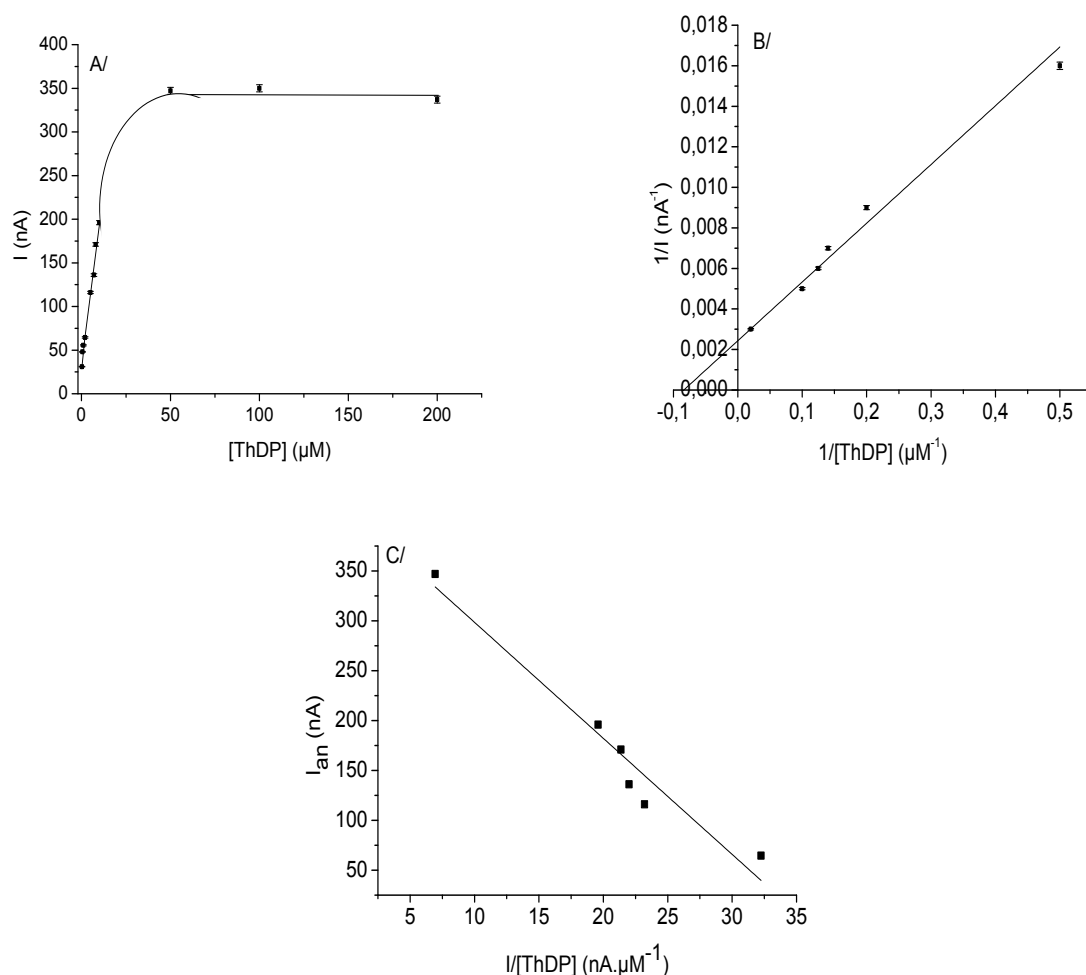 A/
400
350
300
250
200
150
100
50
0
I (nA)
0 50 100 150 200
[ThDP] (µM)
B/
0,018
0,016
0,014
0,012
0,010
0,008
0,006
0,004
0,002
0,000
1/I (nA⁻¹)
-0,1 0,0 0,1 0,2 0,3 0,4 0,5
1/[ThDP] (µM⁻¹)
C/
350
300
250
200
150
100
50
I_an (nA)
5 10 15 20 25 30 35
I/[ThDP] (nA.µM⁻¹)